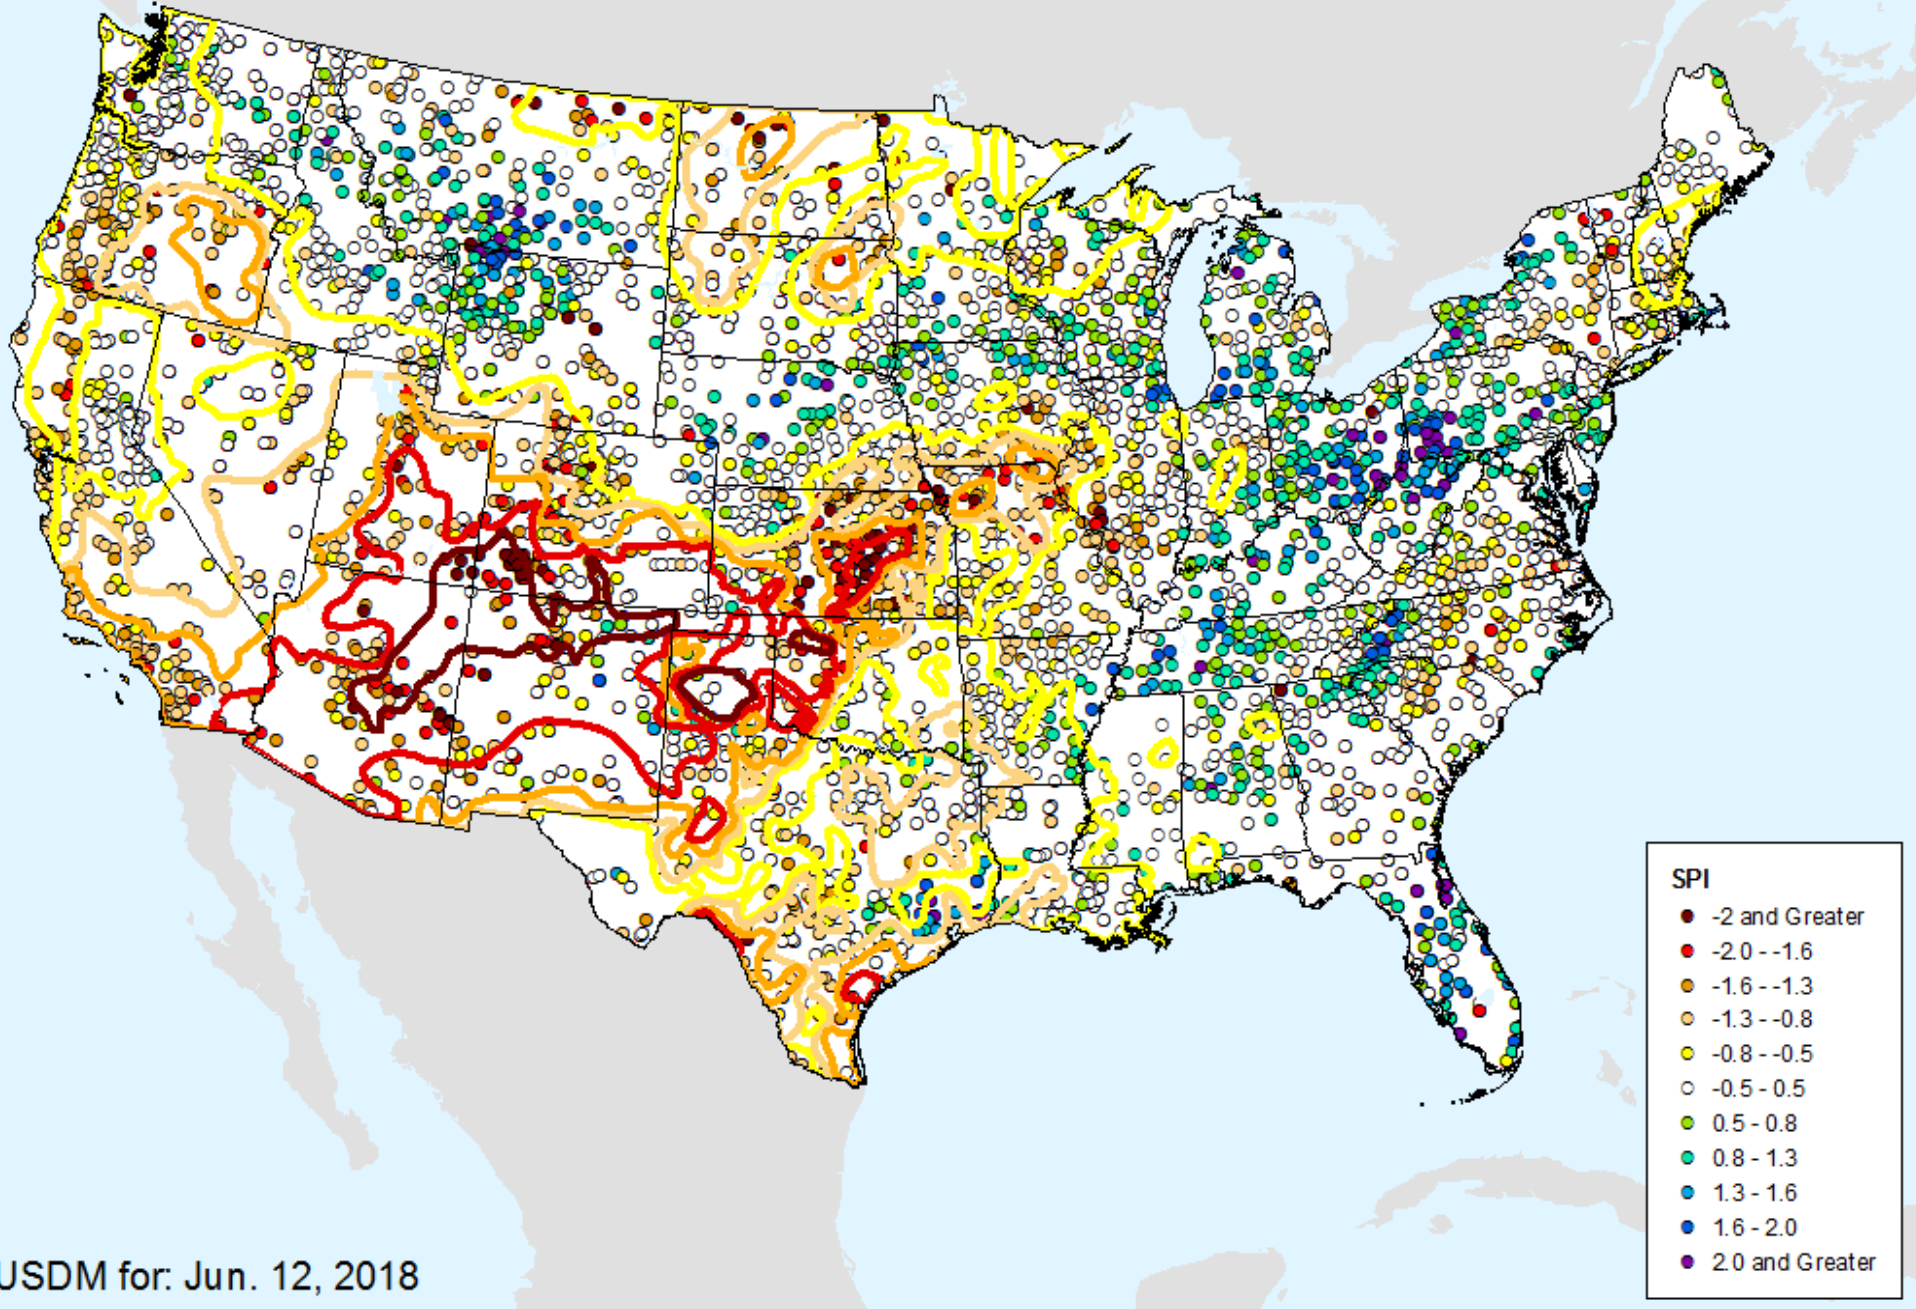 SPI
-2 and Greater
-2.0 - -1.6
-1.6 - -1.3
-1.3 - -0.8
-0.8 - -0.5
-0.5 - 0.5
0.5 - 0.8
0.8 - 1.3
1.3 - 1.6
1.6 - 2.0
2.0 and Greater
USDM for: Jun. 12, 2018